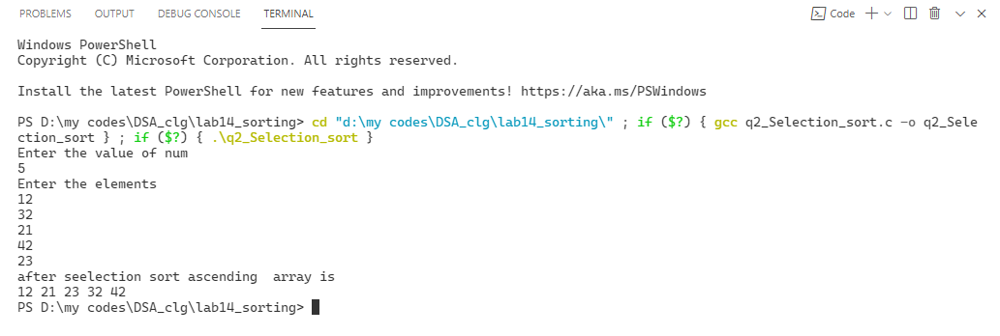 PROBLEMS OUTPUT DEBUG CONSOLE TERMINAL Code
Windows PowerShell
Copyright (C) Microsoft Corporation. All rights reserved.
Install the latest PowerShell for new features and improvements! https://aka.ms/PSWindows
PS D:\my codes\DSA_clg\lab14_sorting> cd "d:\my codes\DSA_clg\lab14_sorting\" ; if ($?) { gcc q2_Selection_sort.c -o q2_Sele
ction_sort } ; if ($?) { .\q2_Selection_sort }
Enter the value of num
5
Enter the elements
12
32
21
42
23
after seelection sort ascending  array is
12 21 23 32 42
PS D:\my codes\DSA_clg\lab14_sorting>